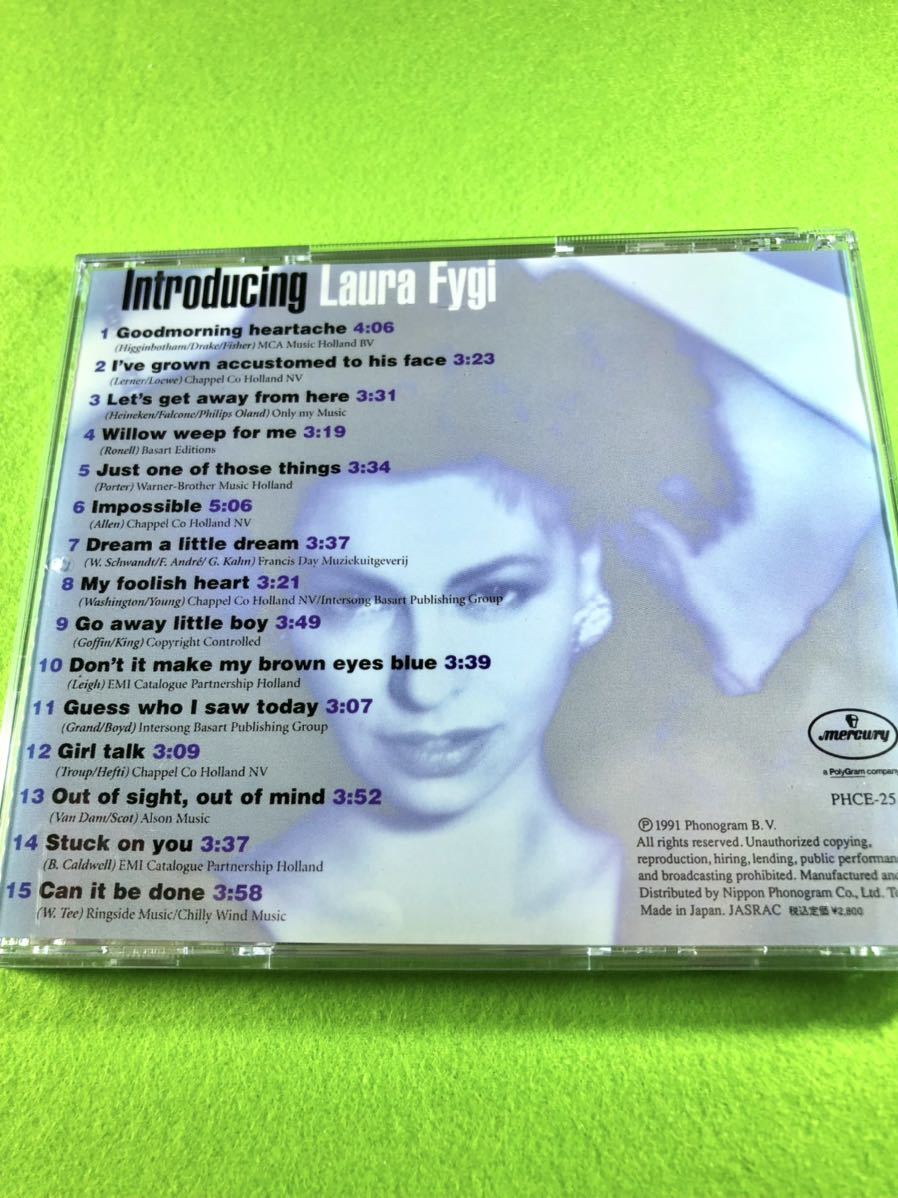 Introducing Laura Fygi
1 Goodmorning heartache 4:06
(Higginbotham/Drake/Fisher) MCA Music Holland BV
2 I've grown accustomed to his face 3:23
(Lerner/Loewe) Chappel Co Holland NV
3 Let's get away from here 3:31
(Heineken/Falcone/Philips Oland) Only my Music
4 Willow weep for me 3:19
(Ronell) Basart Editions
5 Just one of those things 3:34
(Porter) Warner-Brother Music Holland
6 Impossible 5:06
(Allen) Chappel Co Holland NV
7 Dream a little dream 3:37
(W. Schwandt/F. André/ G. Kahn) Francis Day Muziekuitgeverij
8 My foolish heart 3:21
(Washington/Young) Chappel Co Holland NV/Intersong Basart Publishing Group
9 Go away little boy 3:49
(Goffin/King) Copyright Controlled
10 Don't it make my brown eyes blue 3:39
(Leigh) EMI Catalogue Partnership Holland
11 Guess who I saw today 3:07
(Grand/Boyd) Intersong Basart Publishing Group
12 Girl talk 3:09
(Troup/Hefti) Chappel Co Holland NV
13 Out of sight, out of mind 3:52
(Van Dam/Scot) Alson Music
14 Stuck on you 3:37
(B. Caldwell) EMI Catalogue Partnership Holland
15 Can it be done 3:58
(W. Tee) Ringside Music/Chilly Wind Music
mercury
a PolyGram company
PHCE-25
℗ 1991 Phonogram B.V.
All rights reserved. Unauthorized copying,
reproduction, hiring, lending, public performan
and broadcasting prohibited. Manufactured and
Distributed by Nippon Phonogram Co., Ltd. To
Made in Japan. JASRAC 税込定価¥2,800